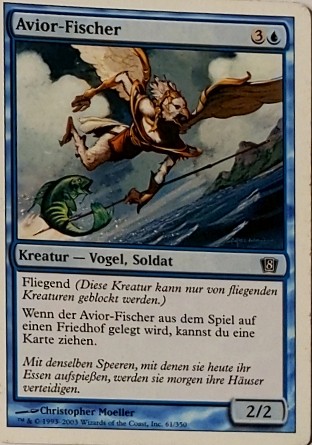 Avior-Fischer 3
Kreatur — Vogel, Soldat 8
Fliegend (Diese Kreatur kann nur von fliegenden
Kreaturen geblockt werden.)
Wenn der Avior-Fischer aus dem Spiel auf
einen Friedhof gelegt wird, kannst du eine
Karte ziehen.
Mit denselben Speeren, mit denen sie heute ihr
Essen aufspießen, werden sie morgen ihre Häuser
verteidigen.
Christopher Moeller
™ & © 1993–2003 Wizards of the Coast, Inc. 61/350
2/2